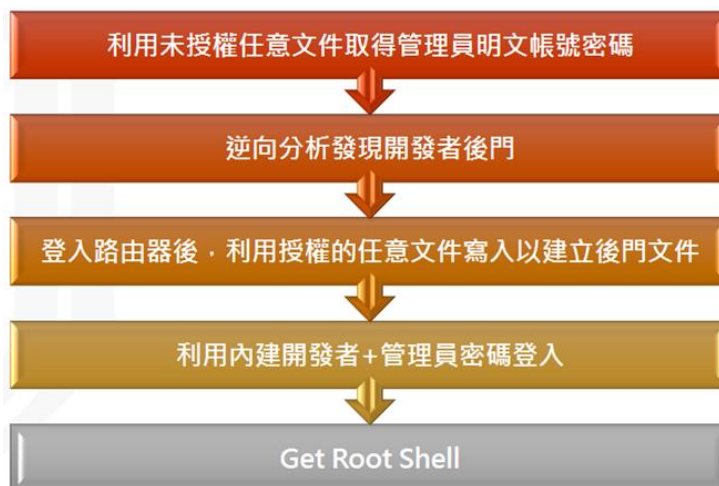 利用未授權任意文件取得管理員明文帳號密碼
逆向分析發現開發者後門
登入路由器後，利用授權的任意文件寫入以建立後門文件
利用內建開發者+管理員密碼登入
Get Root Shell